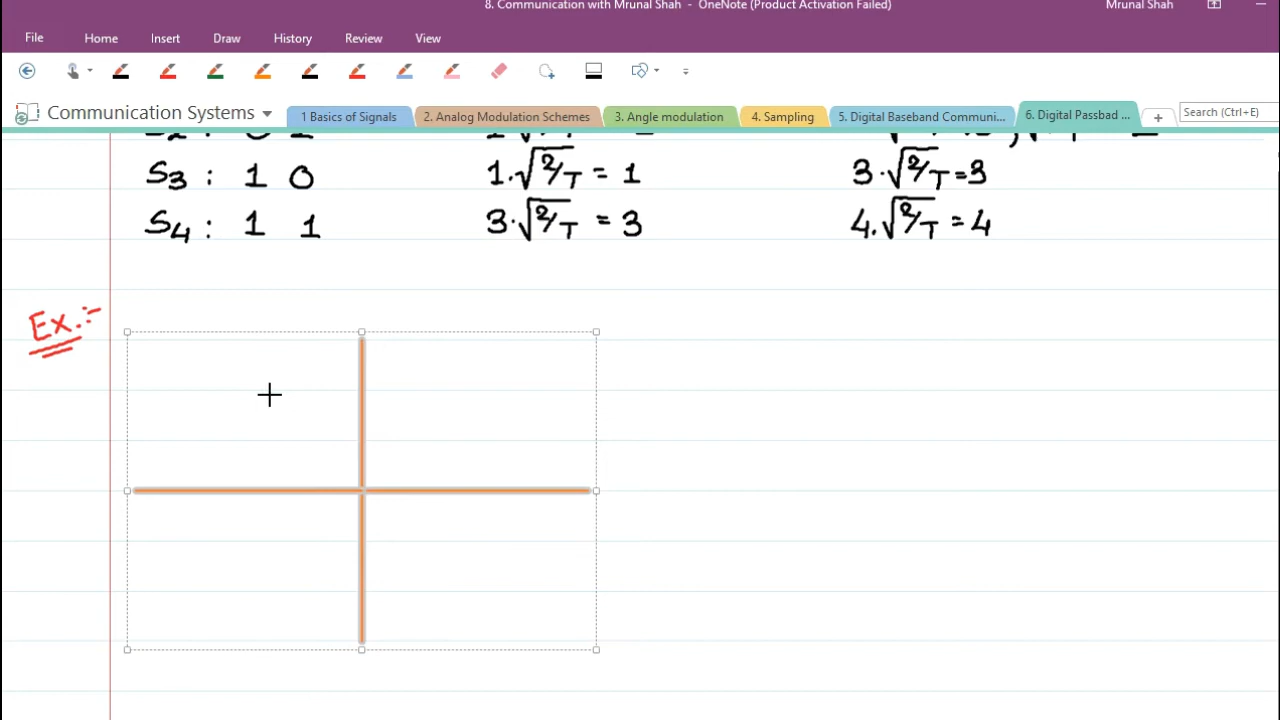 8. Communication with Mrunal Shah - OneNote (Product Activation Failed) Mrunal Shah
File Home Insert Draw History Review View
Communication Systems 1 Basics of Signals 2. Analog Modulation Schemes 3. Angle modulation 4. Sampling 5. Digital Baseband Communi... 6. Digital Passbad ... Search (Ctrl+E)
S3 : 1 0 1.√2/T = 1 3.√2/T = 3
S4 : 1 1 3.√2/T = 3 4.√2/T = 4
Ex.:-